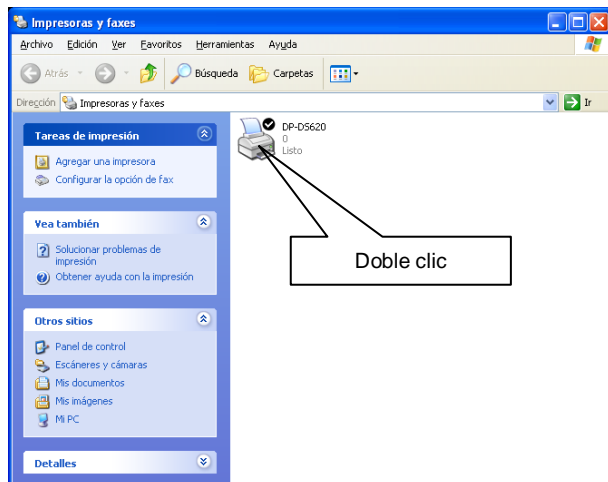 Impresoras y faxes
Archivo Edición Ver Favoritos Herramientas Ayuda
Atrás Búsqueda Carpetas
Dirección Impresoras y faxes Ir
Tareas de impresión
Agregar una impresora
Configurar la opción de fax
Vea también
Solucionar problemas de
impresión
Obtener ayuda con la impresión
Otros sitios
Panel de control
Escáneres y cámaras
Mis documentos
Mis imágenes
Mi PC
Detalles
DP-DS620
0
Listo
Doble clic